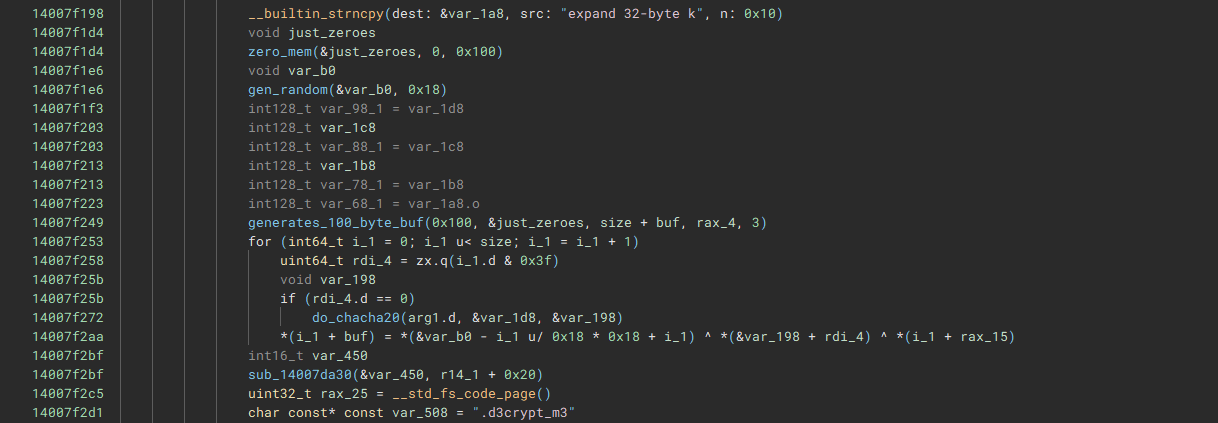 14007f198 __builtin_strncpy(dest: &var_1a8, src: "expand 32-byte k", n: 0x10)
14007f1d4 void just_zeroes
14007f1d4 zero_mem(&just_zeroes, 0, 0x100)
14007f1e6 void var_b0
14007f1e6 gen_random(&var_b0, 0x18)
14007f1f3 int128_t var_98_1 = var_1d8
14007f203 int128_t var_1c8
14007f203 int128_t var_88_1 = var_1c8
14007f213 int128_t var_1b8
14007f213 int128_t var_78_1 = var_1b8
14007f223 int128_t var_68_1 = var_1a8.o
14007f249 generates_100_byte_buf(0x100, &just_zeroes, size + buf, rax_4, 3)
14007f253 for (int64_t i_1 = 0; i_1 u< size; i_1 = i_1 + 1)
14007f258 uint64_t rdi_4 = zx.q(i_1.d & 0x3f)
14007f25b void var_198
14007f25b if (rdi_4.d == 0)
14007f272 do_chacha20(arg1.d, &var_1d8, &var_198)
14007f2aa *(i_1 + buf) = *(&var_b0 - i_1 u/ 0x18 * 0x18 + i_1) ^ *(&var_198 + rdi_4) ^ *(i_1 + rax_15)
14007f2bf int16_t var_450
14007f2bf sub_14007da30(&var_450, r14_1 + 0x20)
14007f2c5 uint32_t rax_25 = __std_fs_code_page()
14007f2d1 char const* const var_508 = ".d3crypt_m3"